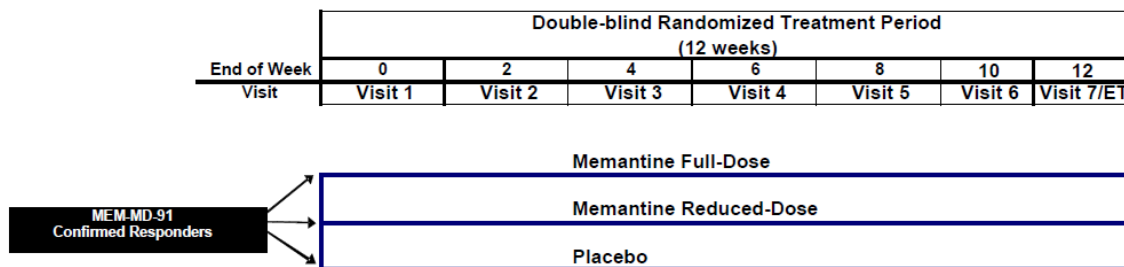 Double-blind Randomized Treatment Period
(12 weeks)
End of Week 0 2 4 6 8 10 12
Visit Visit 1 Visit 2 Visit 3 Visit 4 Visit 5 Visit 6 Visit 7/ET
Memantine Full-Dose
MEM-MD-91
Confirmed Responders
Memantine Reduced-Dose
Placebo